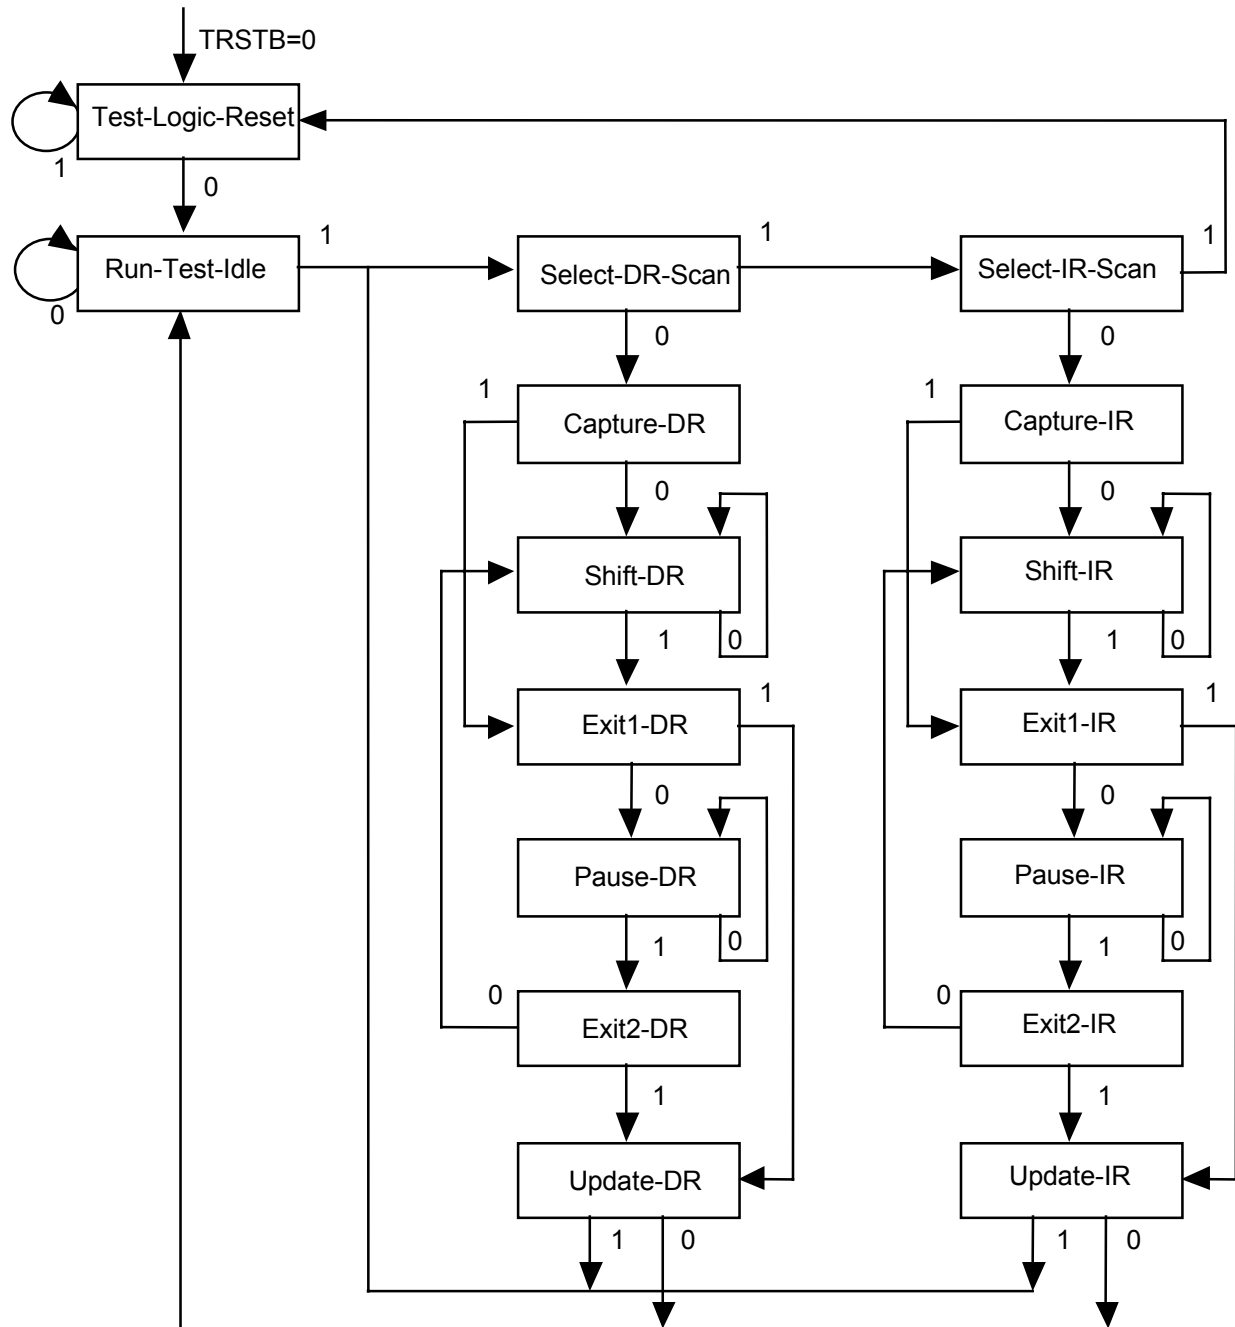 TRSTB=0
Test-Logic-Reset
1
0
Run-Test-Idle
1
0
Select-DR-Scan
1
Select-IR-Scan
1
0
0
1
Capture-DR
1
Capture-IR
0
0
Shift-DR
Shift-IR
1
0
1
0
Exit1-DR
1
Exit1-IR
1
0
0
Pause-DR
Pause-IR
1
0
1
0
0
Exit2-DR
0
Exit2-IR
1
1
Update-DR
Update-IR
1
0
1
0